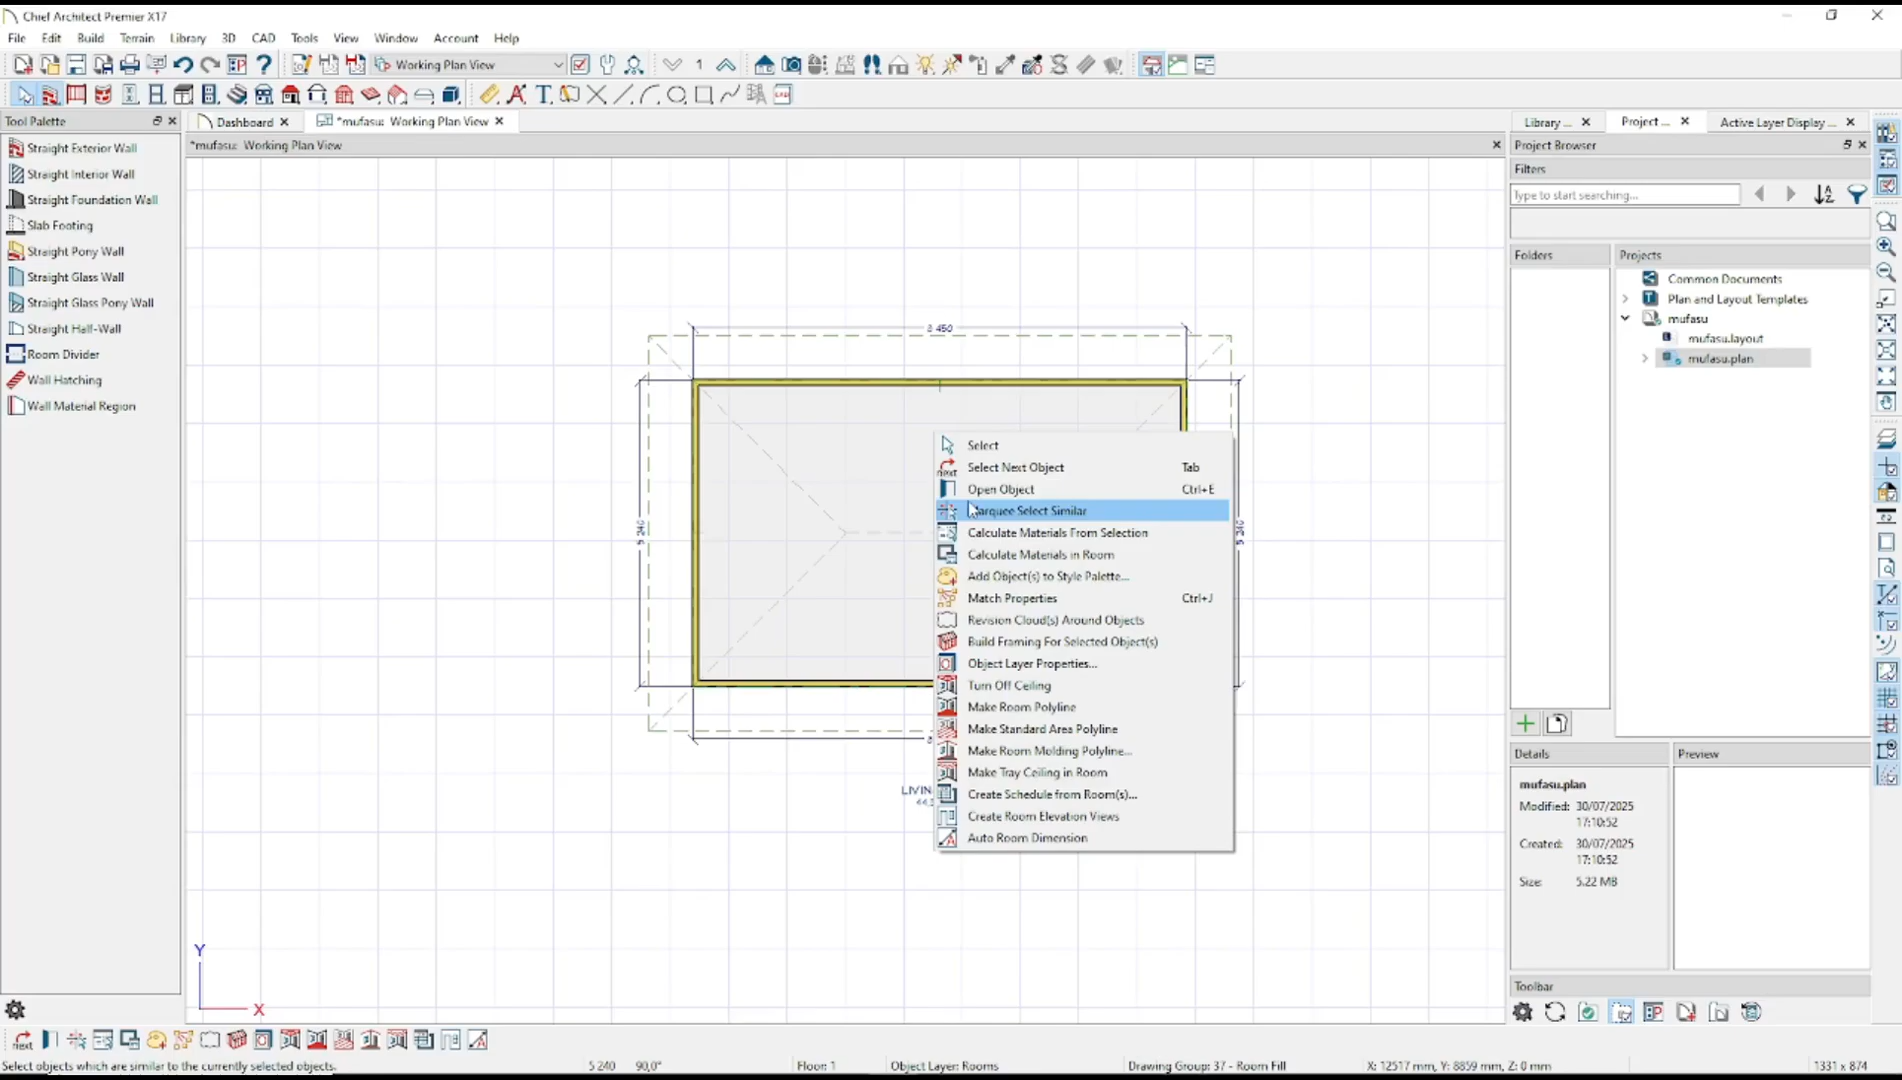 Chief Architect Premier X17
File Edit Build Terrain Library 3D CAD Tools View Window Account Help
Working Plan View
1
Tool Palette
Dashboard
*mufasu: Working Plan View
Library ...
Project ...
Active Layer Display ...
*mufasu: Working Plan View
Project Browser
Straight Exterior Wall
Straight Interior Wall
Straight Foundation Wall
Slab Footing
Straight Pony Wall
Straight Glass Wall
Straight Glass Pony Wall
Straight Half-Wall
Room Divider
Wall Hatching
Wall Material Region
8 450
5 240
5 240
LIVIN
44,
Select
Select Next Object Tab
Open Object Ctrl+E
arquee Select Similar
Calculate Materials From Selection
Calculate Materials in Room
Add Object(s) to Style Palette...
Match Properties Ctrl+J
Revision Cloud(s) Around Objects
Build Framing For Selected Object(s)
Object Layer Properties...
Turn Off Ceiling
Make Room Polyline
Make Standard Area Polyline
Make Room Molding Polyline...
Make Tray Ceiling in Room
Create Schedule from Room(s)...
Create Room Elevation Views
Auto Room Dimension
Y
X
Filters
Type to start searching...
Folders
Projects
Common Documents
Plan and Layout Templates
mufasu
mufasu.layout
mufasu.plan
Details
Preview
mufasu.plan
Modified: 30/07/2025
17:10:52
Created: 30/07/2025
17:10:52
Size: 5.22 MB
Toolbar
next
Select objects which are similar to the currently selected objects.
5 240 90,0°
Floor: 1
Object Layer: Rooms
Drawing Group: 37 - Room Fill
X: 12517 mm, Y: 8859 mm, Z: 0 mm
1331 x 874